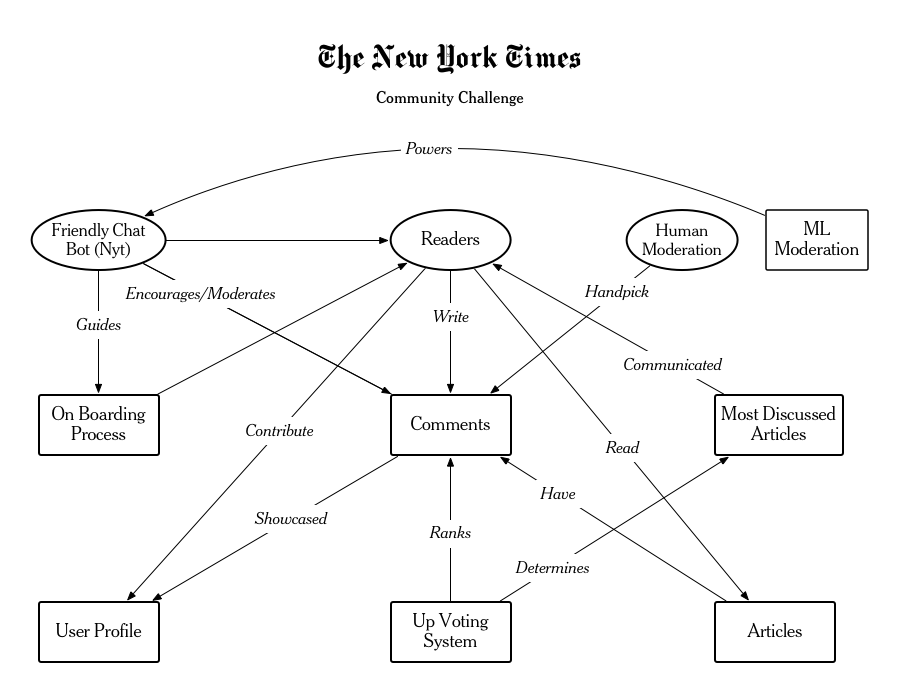 The New York Times
Community Challenge
Powers
Friendly Chat
Bot (Nyt)
Readers
Human
Moderation
ML
Moderation
Encourages/Moderates
Handpick
Guides
Write
Communicated
On Boarding
Process
Comments
Most Discussed
Articles
Contribute
Read
Have
Showcased
Ranks
Determines
User Profile
Up Voting
System
Articles